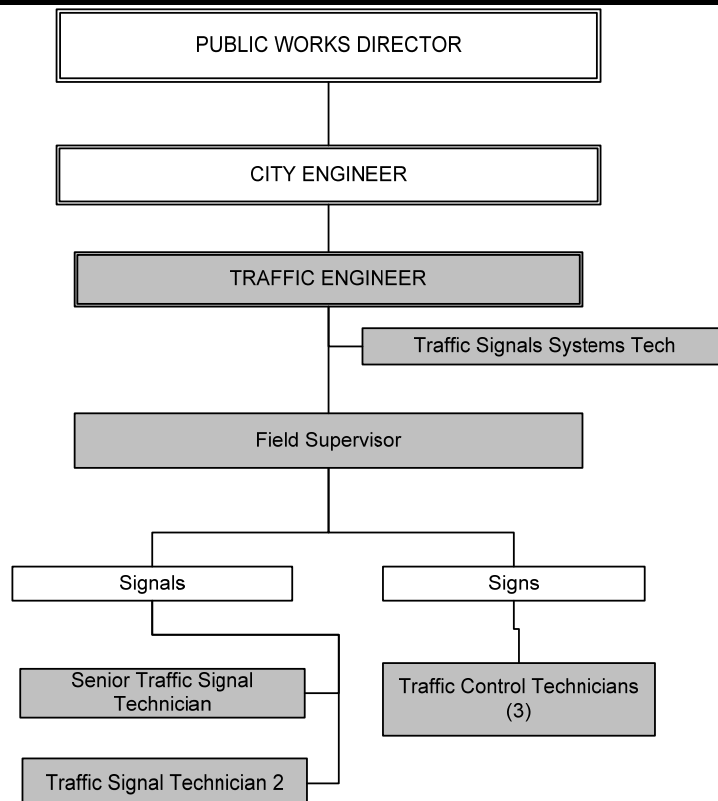 PUBLIC WORKS DIRECTOR
CITY ENGINEER
TRAFFIC ENGINEER
Traffic Signals Systems Tech
Field Supervisor
Signals
Signs
Senior Traffic Signal
Technician
Traffic Control Technicians
(3)
Traffic Signal Technician 2